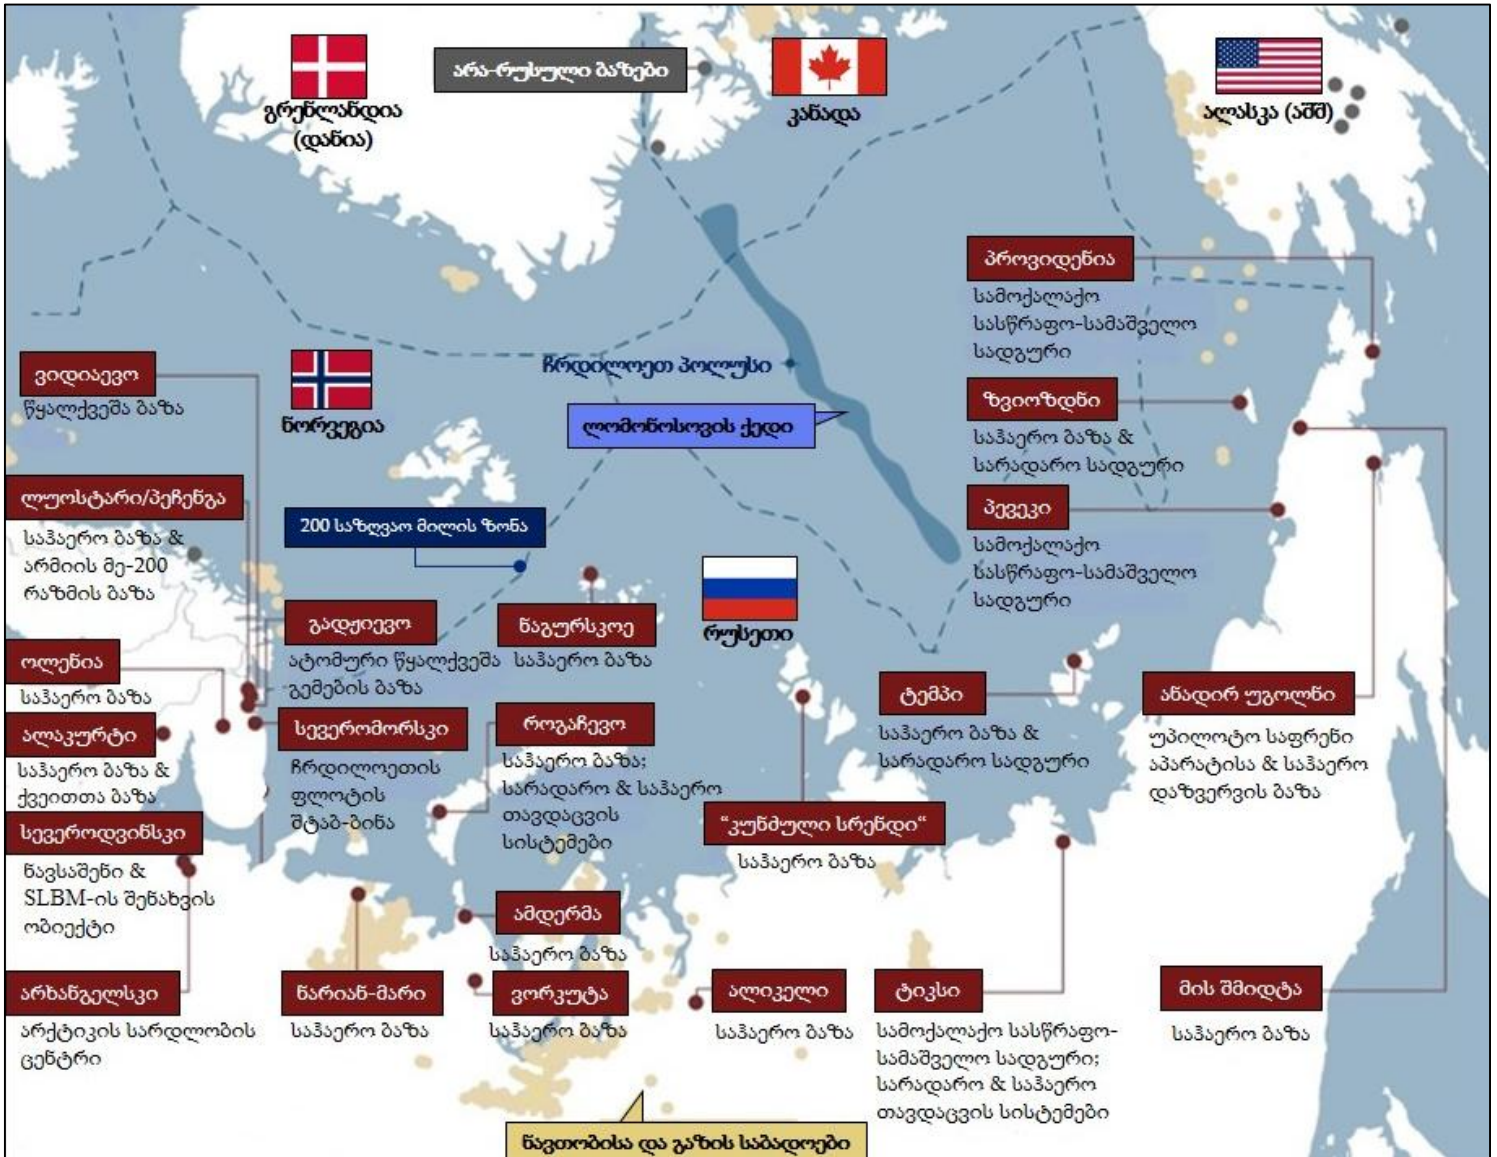 არა-რუსული ბაზები
გრენლანდია
(დანია)
კანადა
ალასკა (აშშ)
პროვიდენია
სამოქალაქო
სასწრაფო-სამაშველო
სადგური
ჩრდილოეთ პოლუსი
ლომონოსოვის ქედი
ვიდიაევო
წყალქვეშა ბაზა
ნორვეგია
ზვიოზდნი
საჰაერო ბაზა &
სარადარო სადგური
ლუოსტარი/პეჩენგა
საჰაერო ბაზა &
არმიის მე-200
რაზმის ბაზა
200 საზღვაო მილის ზონა
პევეკი
სამოქალაქო
სასწრაფო-სამაშველო
სადგური
გადჟიევო
ატომური წყალქვეშა
გემების ბაზა
ნაგურსკოე
საჰაერო ბაზა
რუსეთი
ოლენია
საჰაერო ბაზა
ალაკურტი
საჰაერო ბაზა &
ქვეითთა ბაზა
სევერომორსკი
ჩრდილოეთის
ფლოტის
შტაბ-ბინა
როგაჩევო
საჰაერო ბაზა;
სარადარო & საჰაერო
თავდაცვის
სისტემები
ტემპი
საჰაერო ბაზა &
სარადარო სადგური
ანადირ უგოლნი
უპილოტო საფრენი
აპარატისა & საჰაერო
დაზვერვის ბაზა
სევეროდვინსკი
ნავსაშენი &
SLBM-ის შენახვის
ობიექტი
“კუნძული სრენდი“
საჰაერო ბაზა
ამდერმა
საჰაერო ბაზა
არხანგელსკი
არქტიკის სარდლობის
ცენტრი
ნარიან-მარი
საჰაერო ბაზა
ვორკუტა
საჰაერო ბაზა
ალიკელი
საჰაერო ბაზა
ტიკსი
სამოქალაქო სასწრაფო-
სამაშველო სადგური;
სარადარო & საჰაერო
თავდაცვის სისტემები
მის შმიდტა
საჰაერო ბაზა
ნავთობისა და გაზის საბადოები